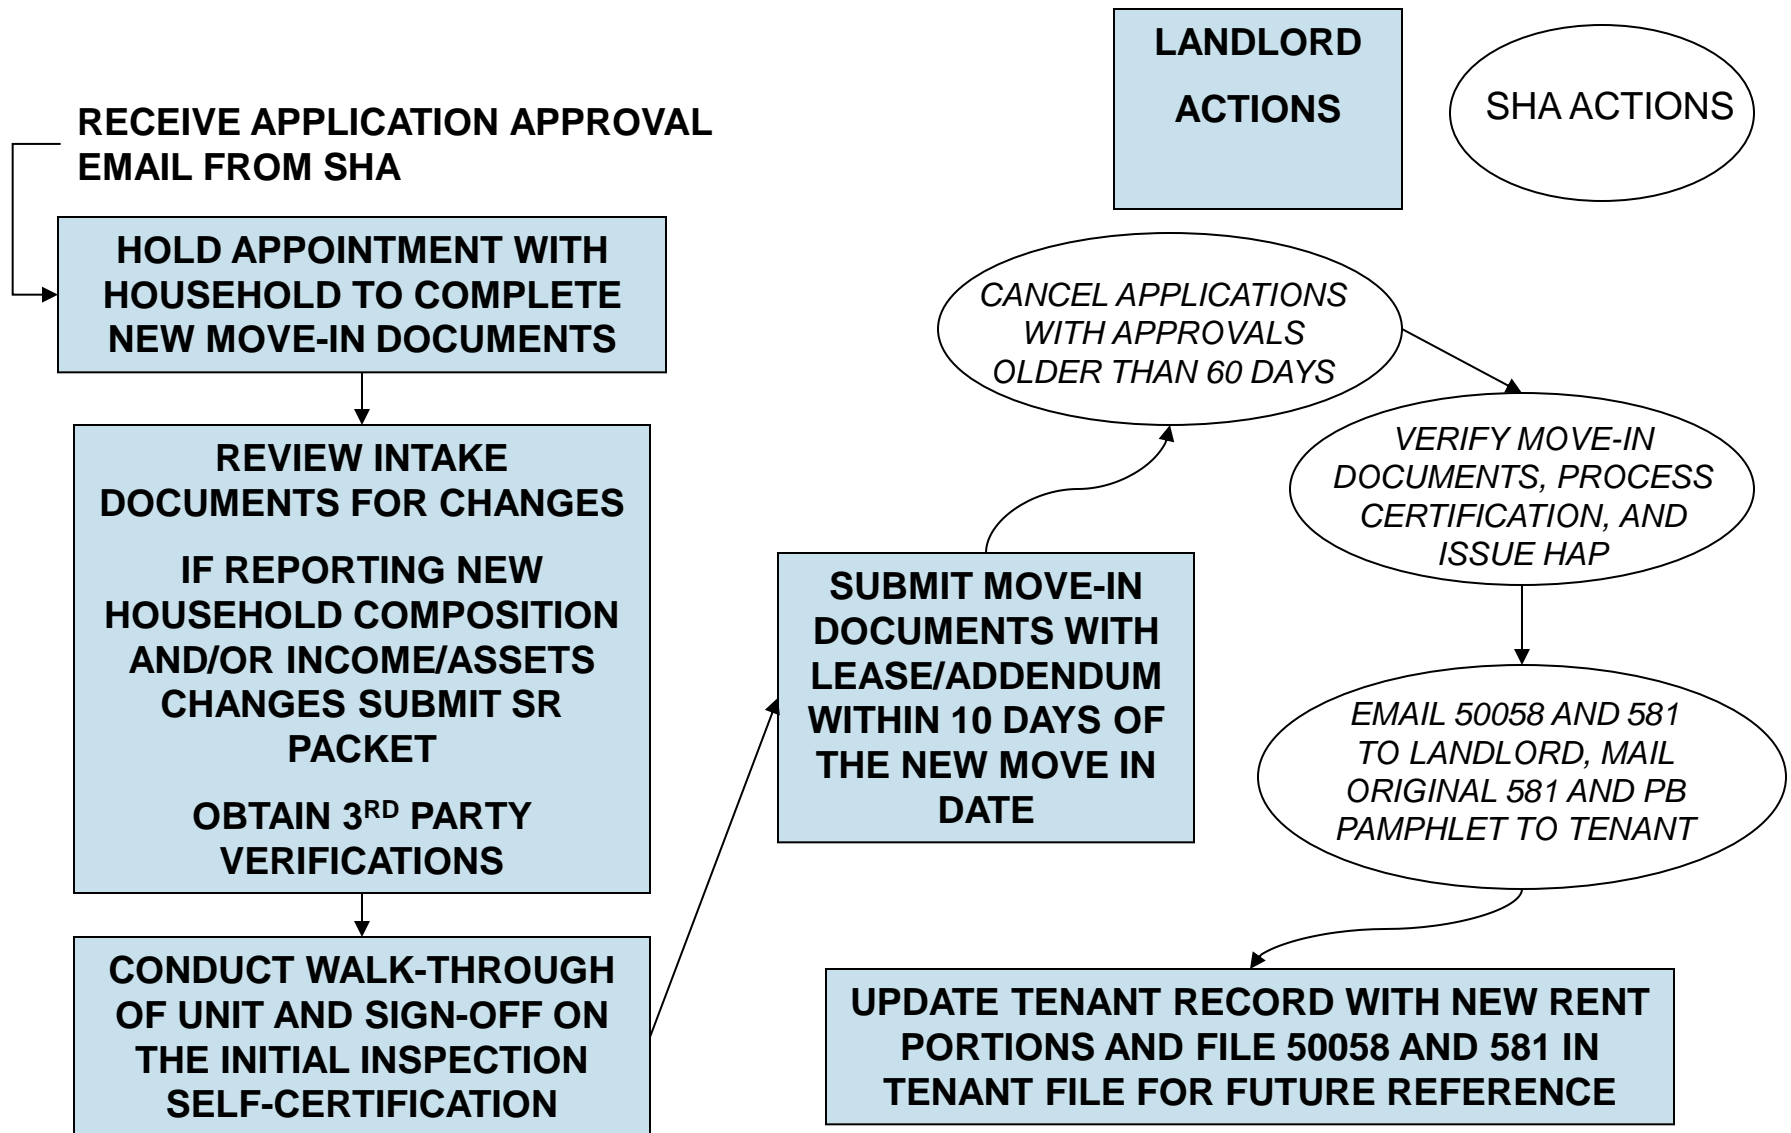 LANDLORD
ACTIONS
SHA ACTIONS
RECEIVE APPLICATION APPROVAL
EMAIL FROM SHA
HOLD APPOINTMENT WITH
HOUSEHOLD TO COMPLETE
NEW MOVE-IN DOCUMENTS
REVIEW INTAKE
DOCUMENTS FOR CHANGES
IF REPORTING NEW
HOUSEHOLD COMPOSITION
AND/OR INCOME/ASSETS
CHANGES SUBMIT SR
PACKET
OBTAIN 3RD PARTY
VERIFICATIONS
CONDUCT WALK-THROUGH
OF UNIT AND SIGN-OFF ON
THE INITIAL INSPECTION
SELF-CERTIFICATION
SUBMIT MOVE-IN
DOCUMENTS WITH
LEASE/ADDENDUM
WITHIN 10 DAYS OF
THE NEW MOVE IN
DATE
CANCEL APPLICATIONS
WITH APPROVALS
OLDER THAN 60 DAYS
VERIFY MOVE-IN
DOCUMENTS, PROCESS
CERTIFICATION, AND
ISSUE HAP
EMAIL 50058 AND 581
TO LANDLORD, MAIL
ORIGINAL 581 AND PB
PAMPHLET TO TENANT
UPDATE TENANT RECORD WITH NEW RENT
PORTIONS AND FILE 50058 AND 581 IN
TENANT FILE FOR FUTURE REFERENCE